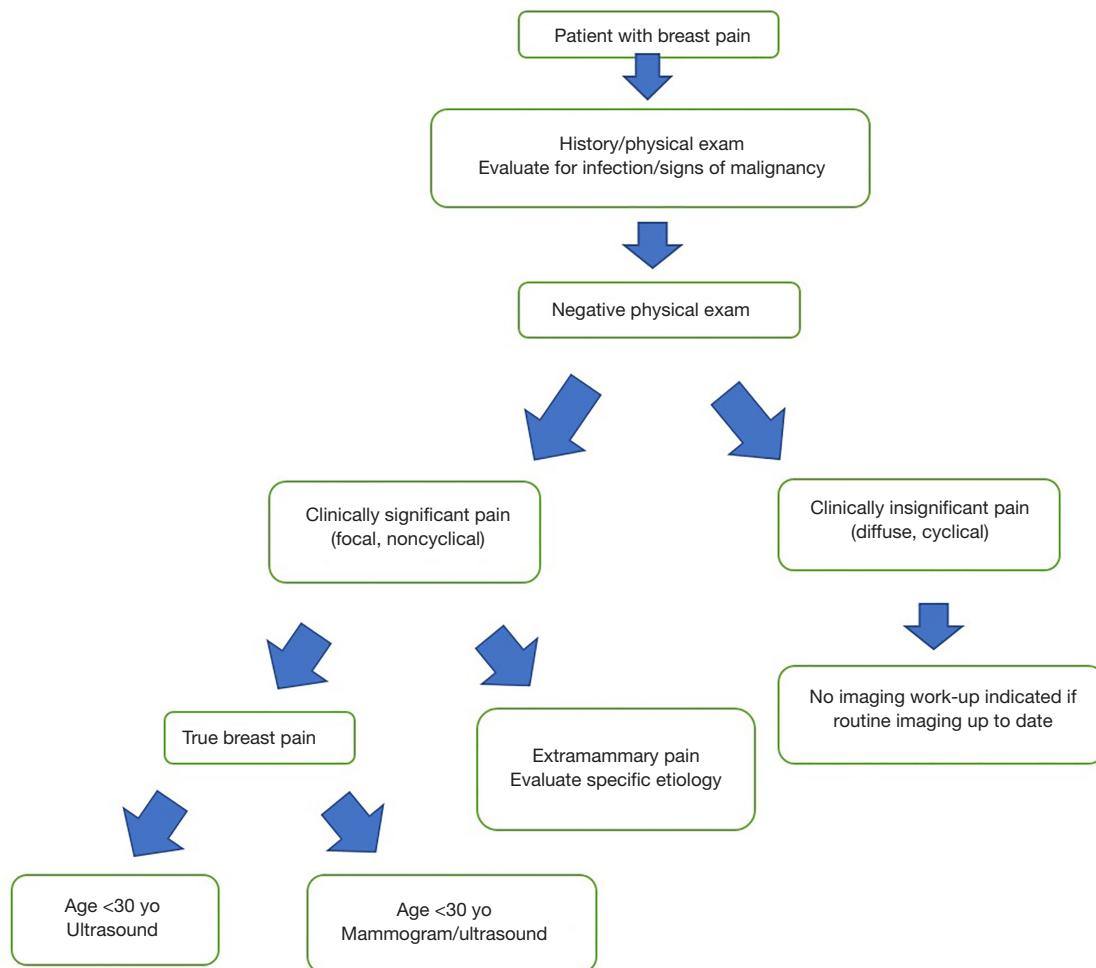 Patient with breast pain
History/physical exam
Evaluate for infection/signs of malignancy
Negative physical exam
Clinically significant pain
(focal, noncyclical)
Clinically insignificant pain
(diffuse, cyclical)
True breast pain
Extramammary pain
Evaluate specific etiology
No imaging work-up indicated if
routine imaging up to date
Age <30 yo
Ultrasound
Age <30 yo
Mammogram/ultrasound